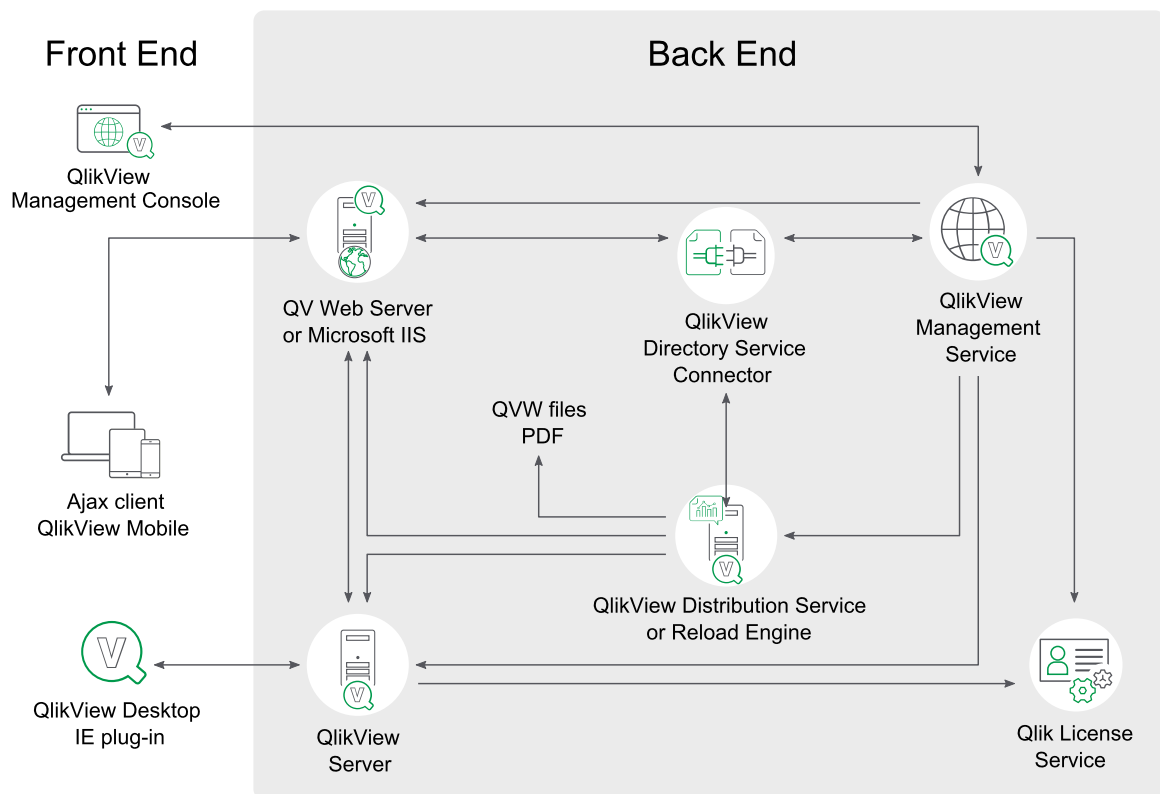 Front End
Back End
QlikView
Management Console
QV Web Server
or Microsoft IIS
QlikView
Directory Service
Connector
QlikView
Management
Service
QVW files
PDF
Ajax client
QlikView Mobile
QlikView Distribution Service
or Reload Engine
QlikView Desktop
IE plug-in
QlikView
Server
Qlik License
Service